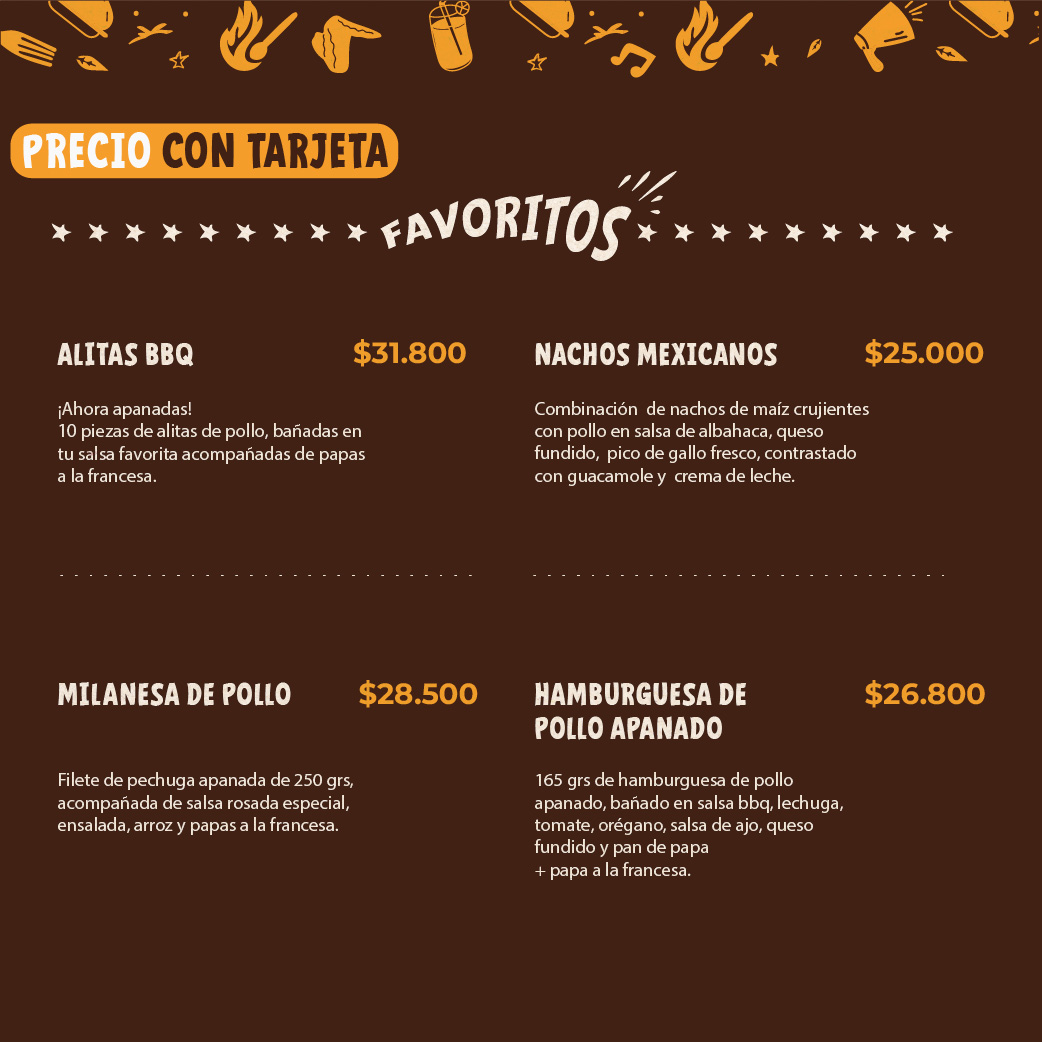 PRECIO CON TARJETA
FAVORITOS
ALITAS BBQ $31.800
¡Ahora apanadas!
10 piezas de alitas de pollo, bañadas en
tu salsa favorita acompañadas de papas
a la francesa.
NACHOS MEXICANOS $25.000
Combinación de nachos de maíz crujientes
con pollo en salsa de albahaca, queso
fundido, pico de gallo fresco, contrastado
con guacamole y crema de leche.
MILANESA DE POLLO $28.500
Filete de pechuga apanada de 250 grs,
acompañada de salsa rosada especial,
ensalada, arroz y papas a la francesa.
HAMBURGUESA DE $26.800
POLLO APANADO
165 grs de hamburguesa de pollo
apanado, bañado en salsa bbq, lechuga,
tomate, orégano, salsa de ajo, queso
fundido y pan de papa
+ papa a la francesa.